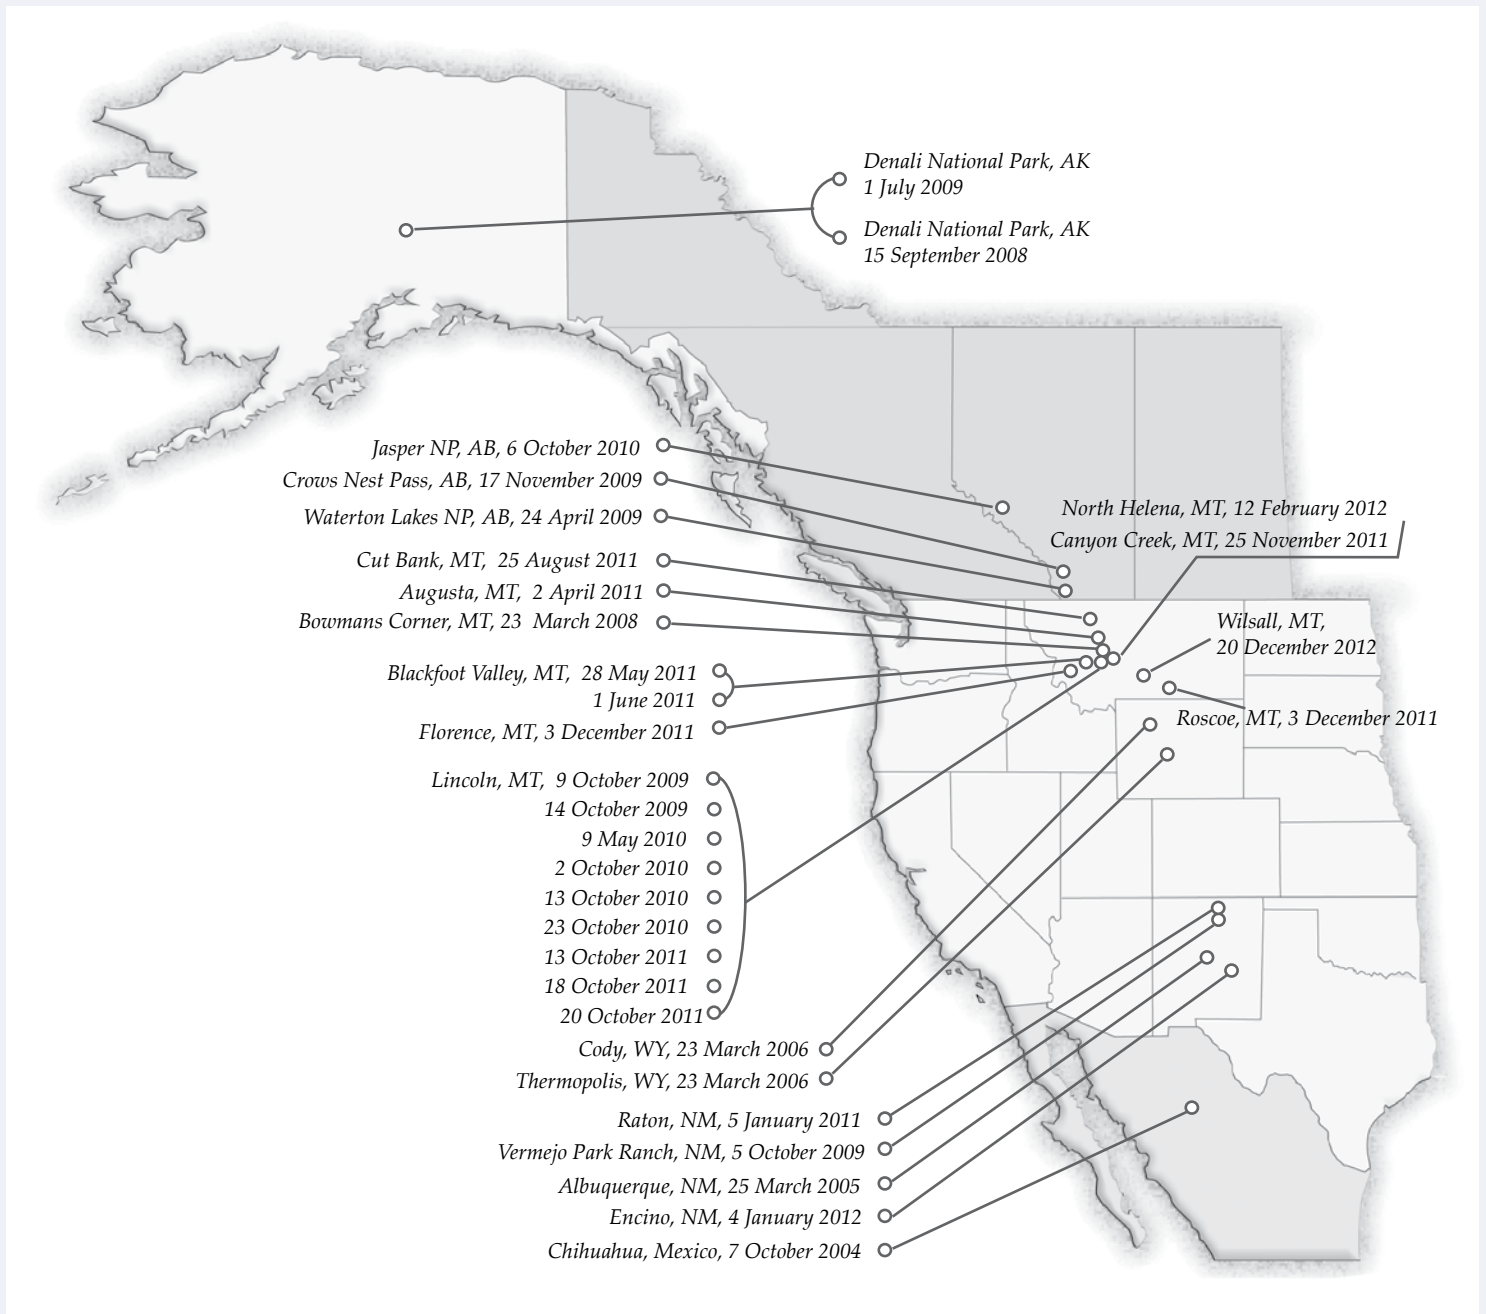 Denali National Park, AK
1 July 2009
Denali National Park, AK
15 September 2008
Jasper NP, AB, 6 October 2010
Crows Nest Pass, AB, 17 November 2009
Waterton Lakes NP, AB, 24 April 2009
Cut Bank, MT, 25 August 2011
Augusta, MT, 2 April 2011
Bowmans Corner, MT, 23 March 2008
North Helena, MT, 12 February 2012
Canyon Creek, MT, 25 November 2011
Wilsall, MT,
20 December 2012
Roscoe, MT, 3 December 2011
Blackfoot Valley, MT, 28 May 2011
1 June 2011
Florence, MT, 3 December 2011
Lincoln, MT, 9 October 2009
14 October 2009
9 May 2010
2 October 2010
13 October 2010
23 October 2010
13 October 2011
18 October 2011
20 October 2011
Cody, WY, 23 March 2006
Thermopolis, WY, 23 March 2006
Raton, NM, 5 January 2011
Vermejo Park Ranch, NM, 5 October 2009
Albuquerque, NM, 25 March 2005
Encino, NM, 4 January 2012
Chihuahua, Mexico, 7 October 2004